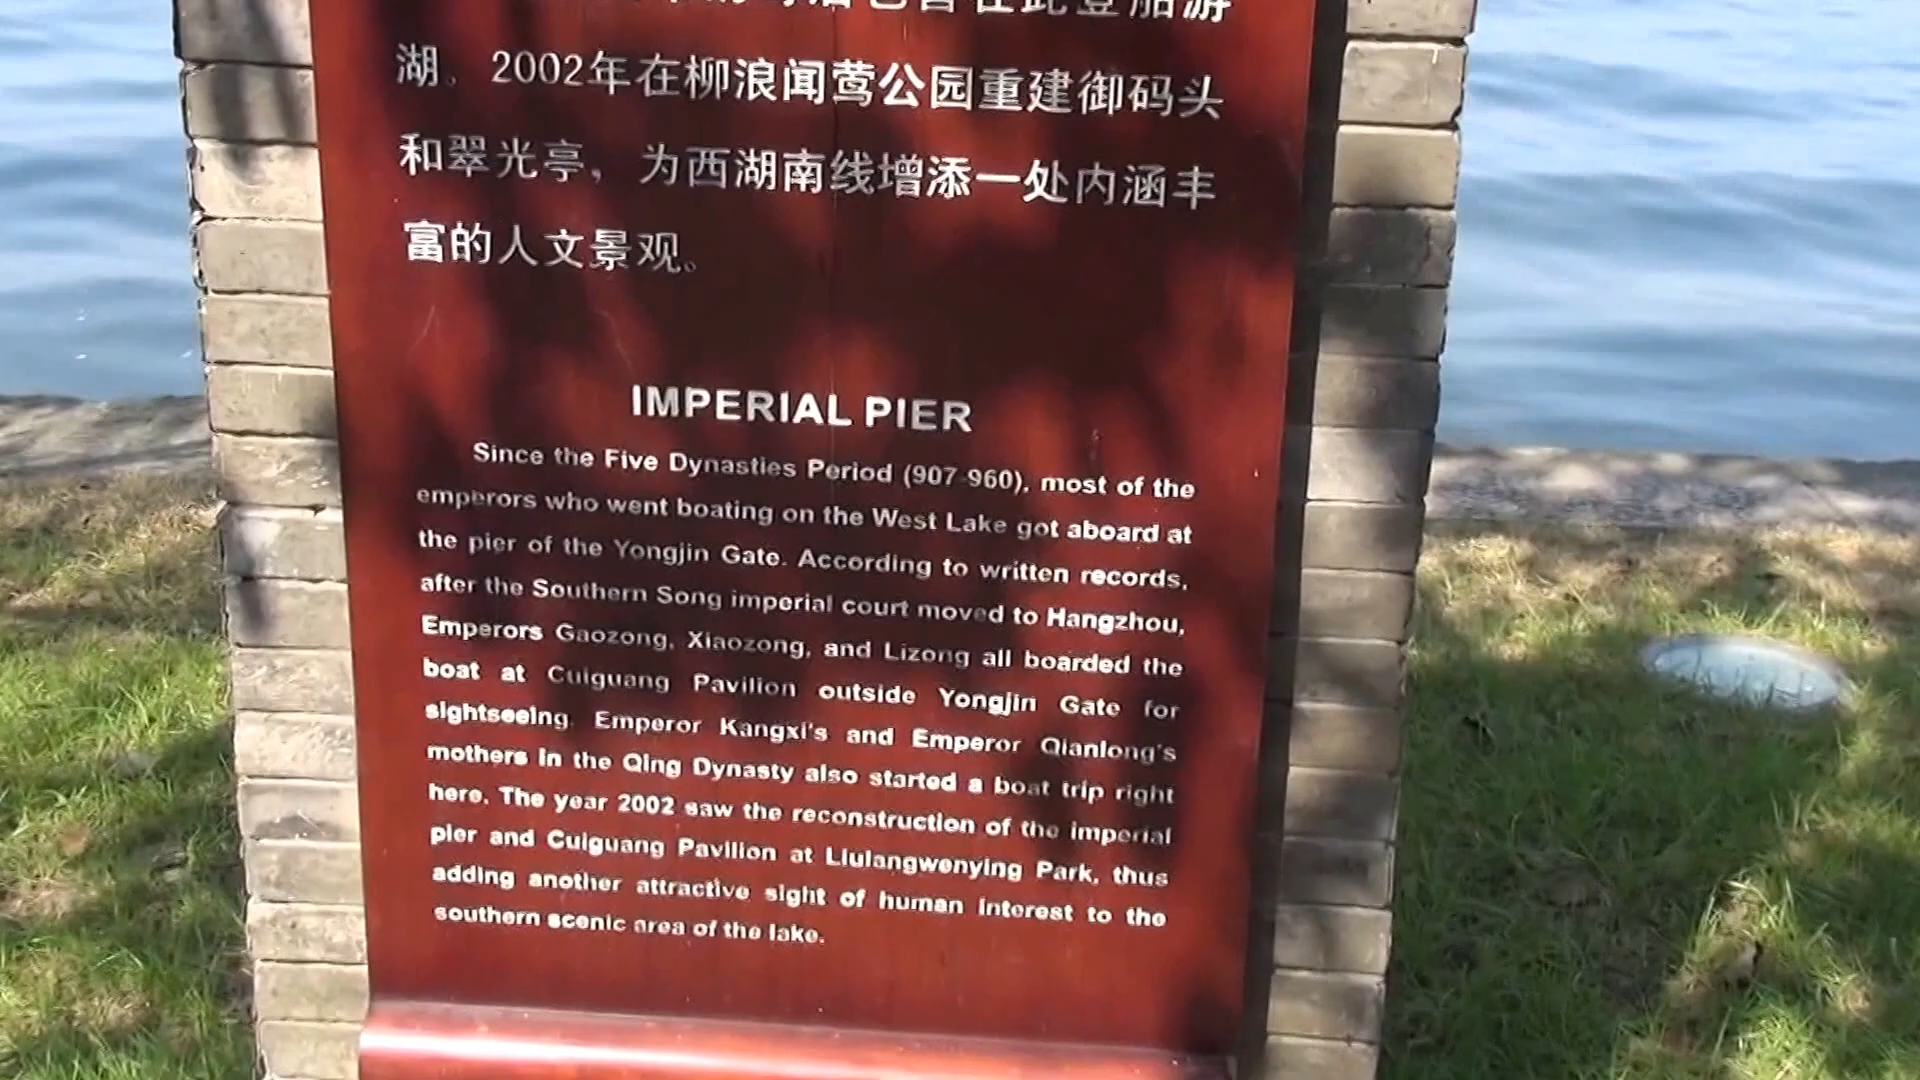 也曾在此登船游
湖。2002年在柳浪闻莺公园重建御码头
和翠光亭，为西湖南线增添一处内涵丰
富的人文景观。
IMPERIAL PIER
Since the Five Dynasties Period (907-960), most of the
emperors who went boating on the West Lake got aboard at
the pier of the Yongjin Gate. According to written records,
after the Southern Song imperial court moved to Hangzhou,
Emperors Gaozong, Xiaozong, and Lizong all boarded the
boat at Cuiguang Pavilion outside Yongjin Gate for
sightseeing. Emperor Kangxi's and Emperor Qianlong's
mothers in the Qing Dynasty also started a boat trip right
here. The year 2002 saw the reconstruction of the imperial
pier and Cuiguang Pavilion at Liulangwenying Park, thus
adding another attractive sight of human interest to the
southern scenic area of the lake.